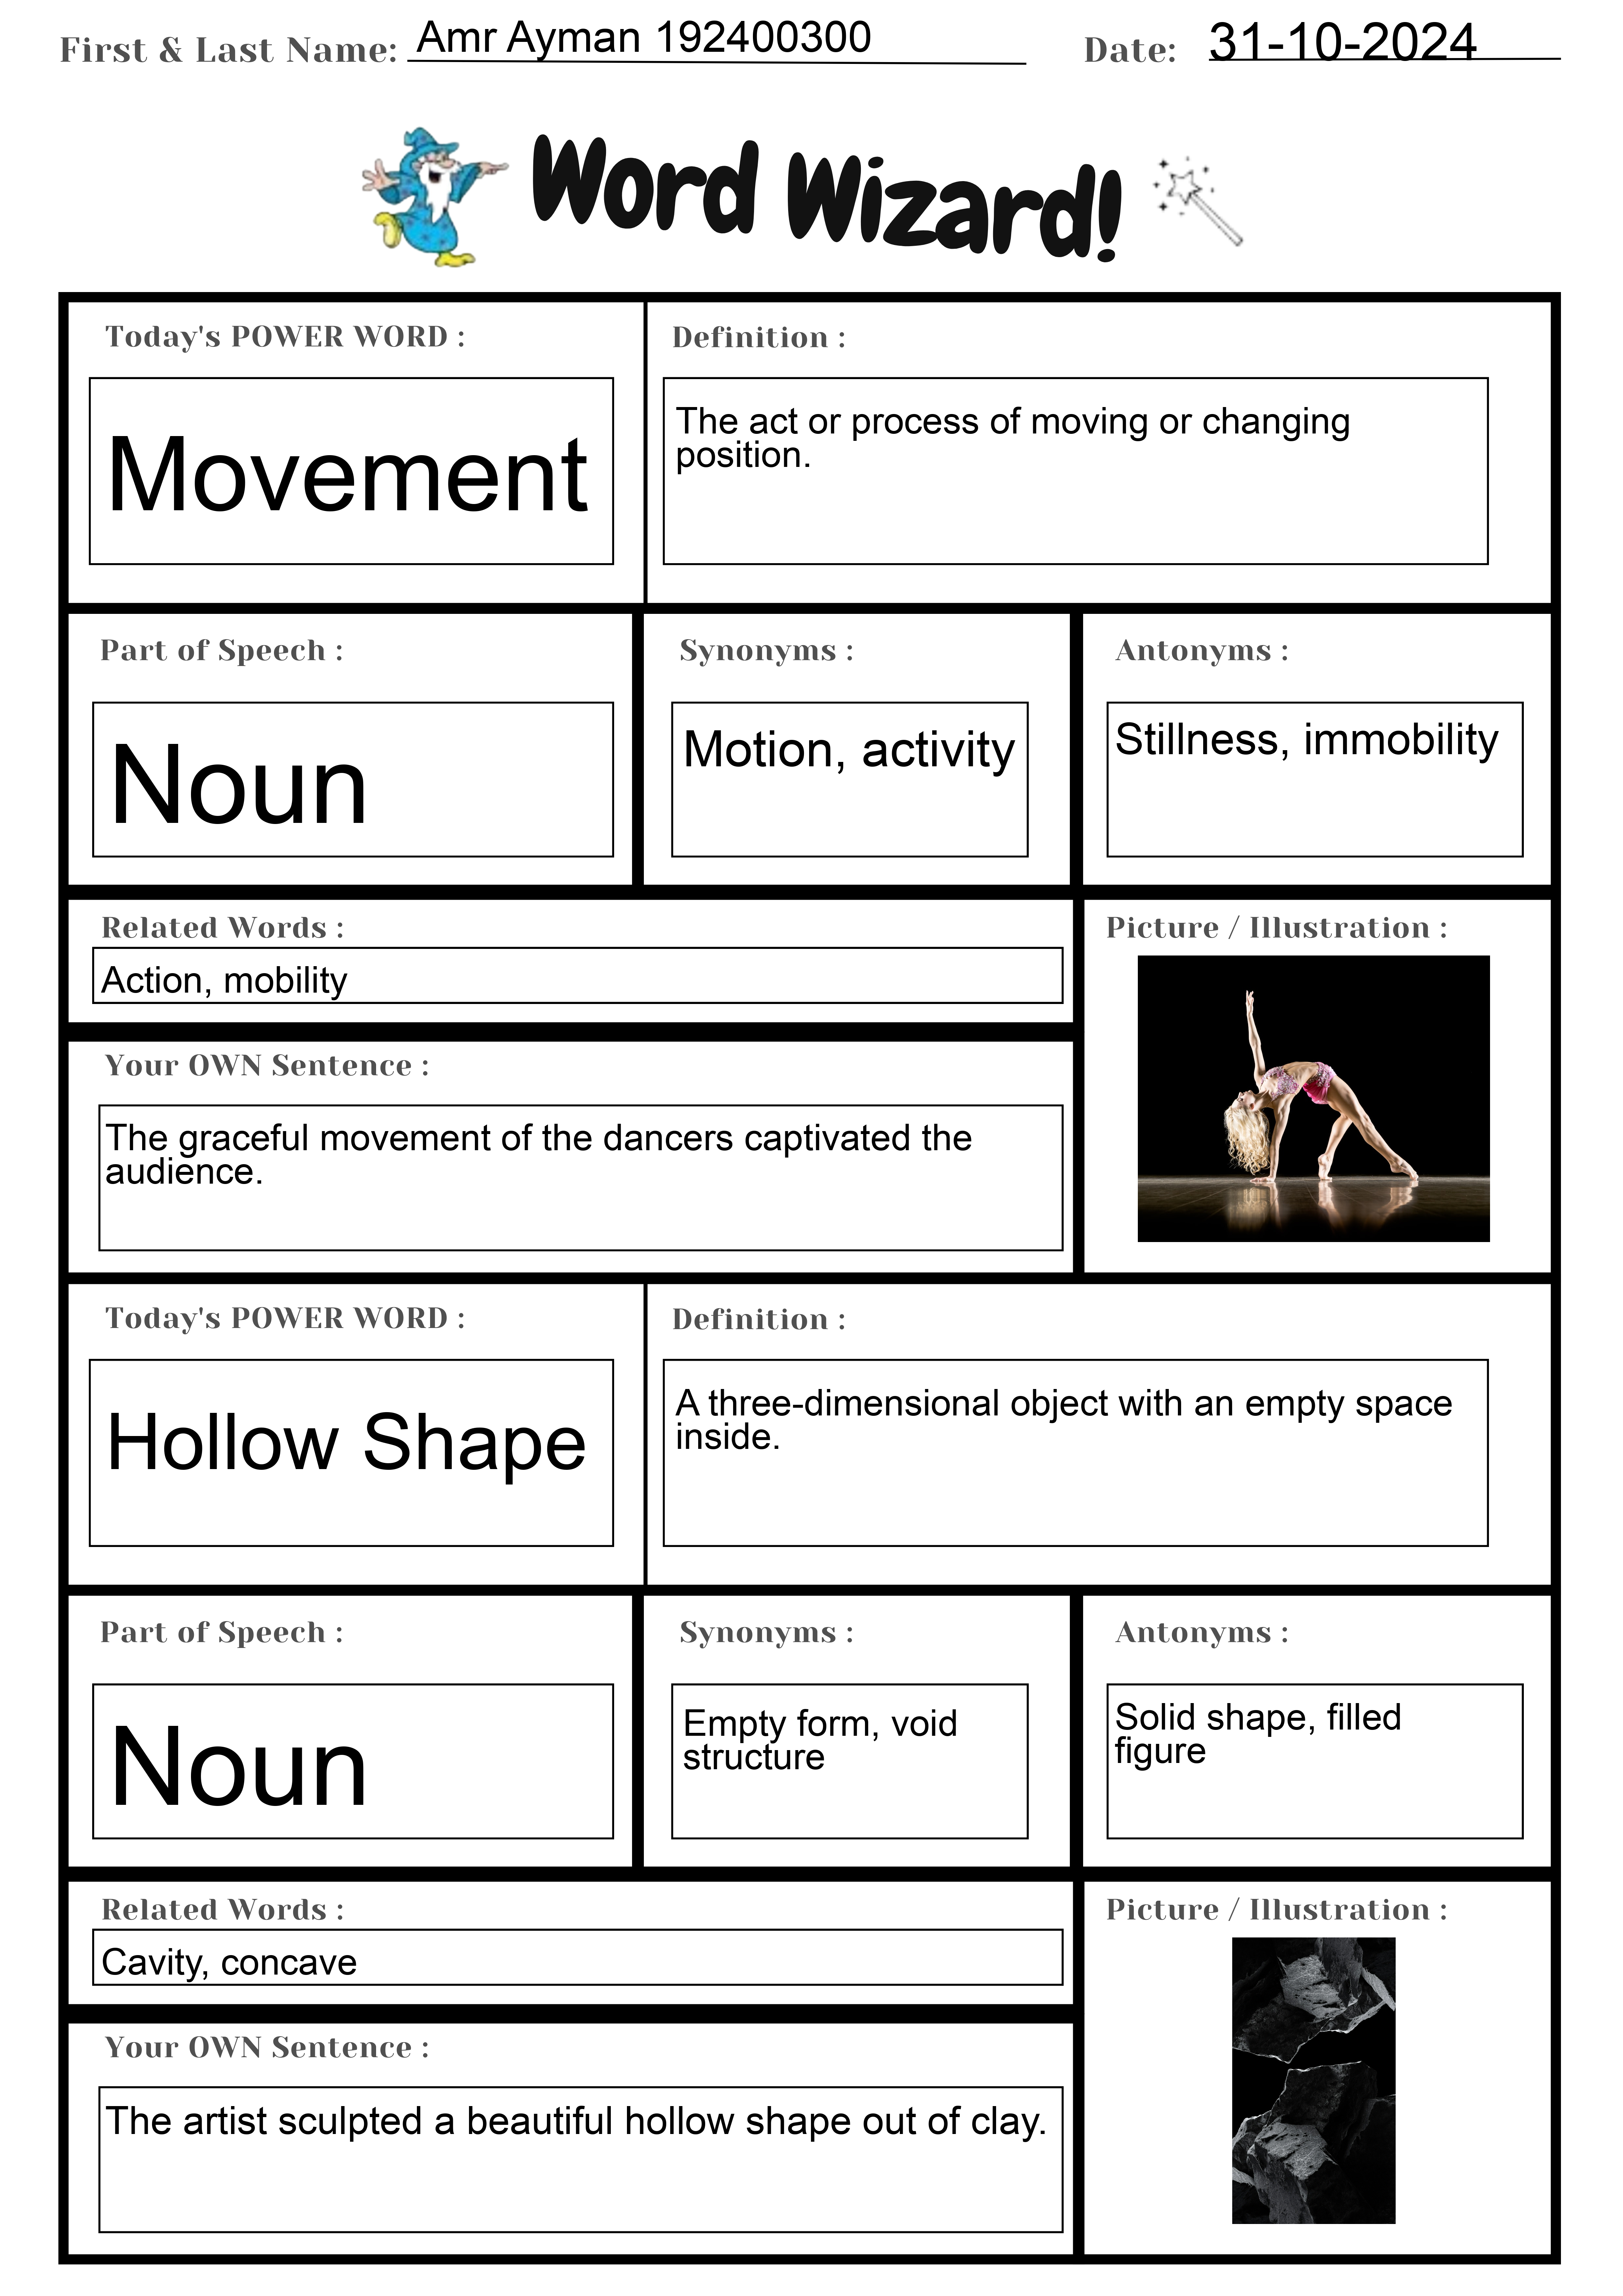 First & Last Name: Amr Ayman 192400300 Date: 31-10-2024
Word Wizard!
Today's POWER WORD :
Movement
Definition :
The act or process of moving or changing
position.
Part of Speech :
Noun
Synonyms :
Motion, activity
Antonyms :
Stillness, immobility
Related Words :
Action, mobility
Picture / Illustration :
Your OWN Sentence :
The graceful movement of the dancers captivated the
audience.
Today's POWER WORD :
Hollow Shape
Definition :
A three-dimensional object with an empty space
inside.
Part of Speech :
Noun
Synonyms :
Empty form, void
structure
Antonyms :
Solid shape, filled
figure
Related Words :
Cavity, concave
Picture / Illustration :
Your OWN Sentence :
The artist sculpted a beautiful hollow shape out of clay.